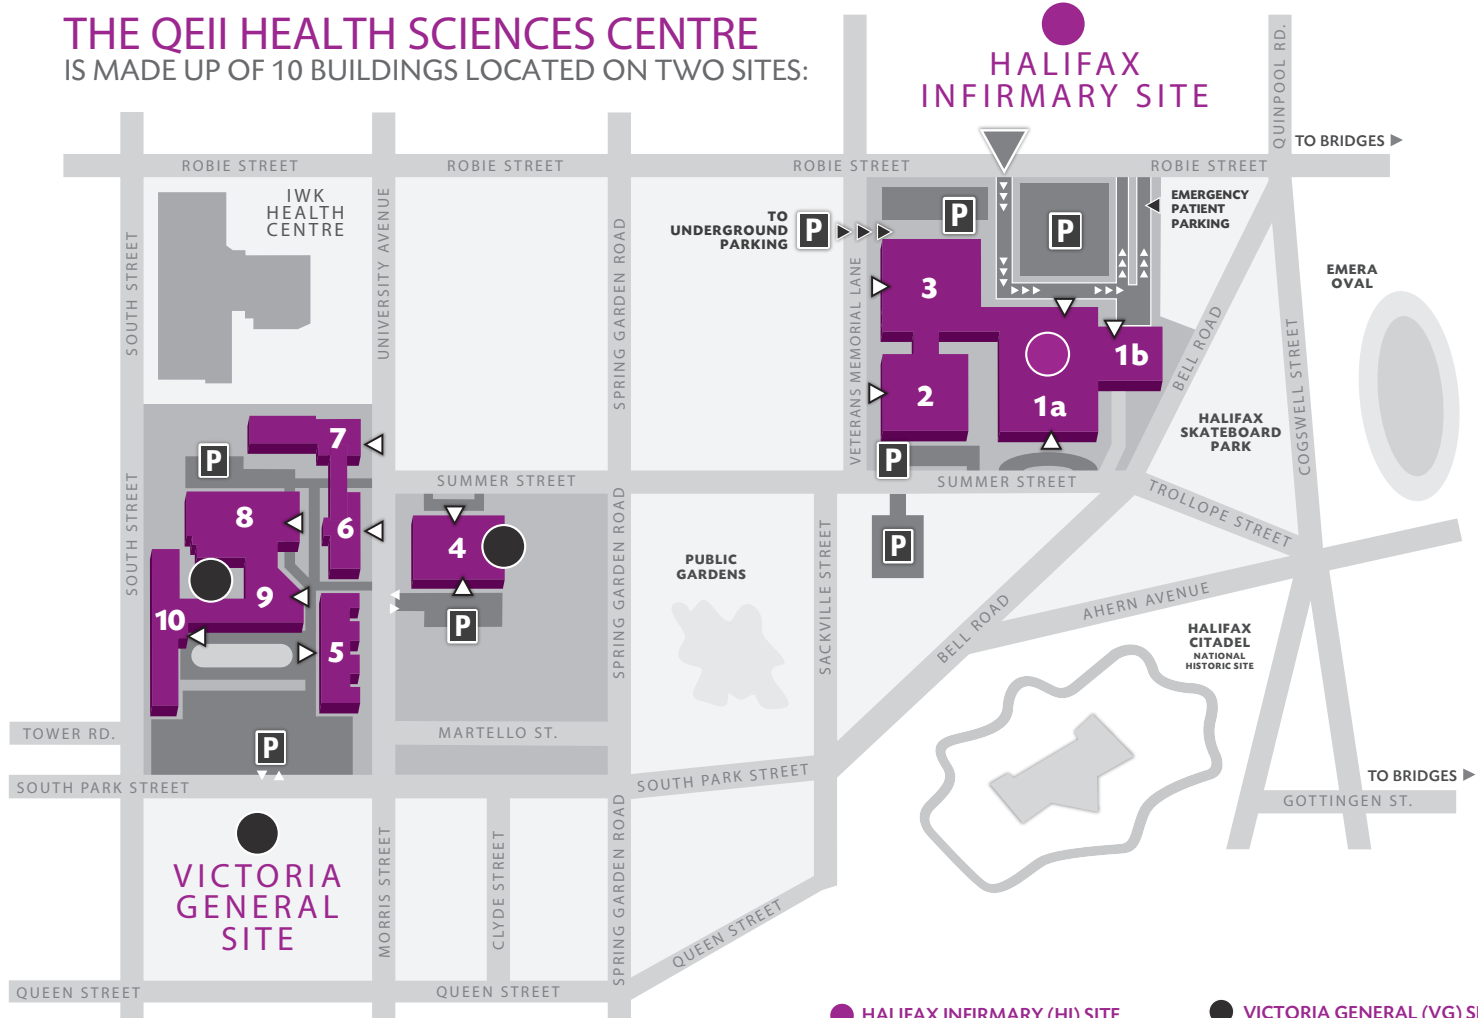 THE QEII HEALTH SCIENCES CENTRE
IS MADE UP OF 10 BUILDINGS LOCATED ON TWO SITES:
HALIFAX
INFIRMARY SITE
QUINPOOL RD.
TO BRIDGES
ROBIE STREET
ROBIE STREET
ROBIE STREET
ROBIE STREET
IWK
HEALTH
CENTRE
SOUTH STREET
UNIVERSITY AVENUE
SPRING GARDEN ROAD
TO
UNDERGROUND
PARKING
P
P
P
EMERGENCY
PATIENT
PARKING
VETERANS MEMORIAL LANE
3
2
1a
1b
BELL ROAD
COGSWELL STREET
EMERA
OVAL
HALIFAX
SKATEBOARD
PARK
7
P
P
SUMMER STREET
SUMMER STREET
TROLLOPE STREET
SOUTH STREET
8
6
4
9
10
5
P
P
SPRING GARDEN ROAD
PUBLIC
GARDENS
SACKVILLE STREET
BELL ROAD
AHERN AVENUE
HALIFAX
CITADEL
NATIONAL
HISTORIC SITE
TOWER RD.
P
MARTELLO ST.
SOUTH PARK STREET
SOUTH PARK STREET
TO BRIDGES
GOTTINGEN ST.
VICTORIA
GENERAL
SITE
MORRIS STREET
CLYDE STREET
SPRING GARDEN ROAD
QUEEN STREET
QUEEN STREET
QUEEN STREET
HALIFAX INFIRMARY (HI) SITE
VICTORIA GENERAL (VG)